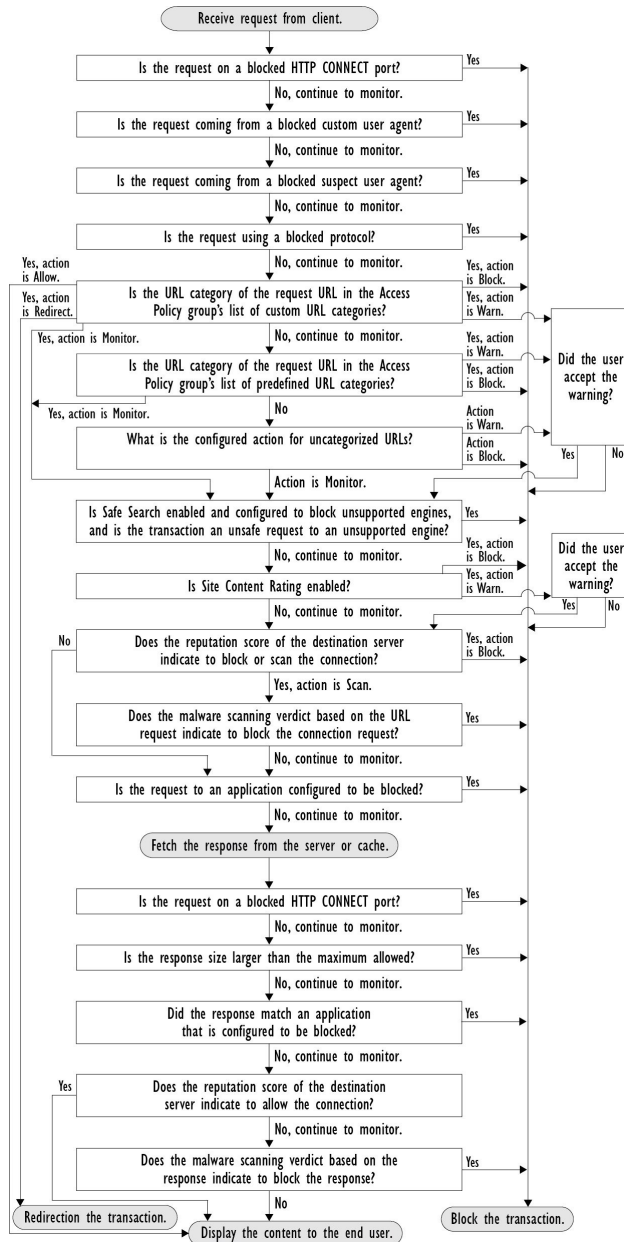 Receive request from client.
Is the request on a blocked HTTP CONNECT port?
Yes
No, continue to monitor.
Is the request coming from a blocked custom user agent?
Yes
No, continue to monitor.
Is the request coming from a blocked suspect user agent?
Yes
No, continue to monitor.
Is the request using a blocked protocol?
Yes
No, continue to monitor.
Yes, action
is Allow.
Yes, action
is Redirect.
Is the URL category of the request URL in the Access
Policy group's list of custom URL categories?
Yes, action
is Block.
Yes, action
is Warn.
Yes, action is Monitor.
No, continue to monitor.
Is the URL category of the request URL in the Access
Policy group's list of predefined URL categories?
Yes, action
is Warn.
Yes, action
is Block.
Did the user
accept the
warning?
Yes, action is Monitor.
No
What is the configured action for uncategorized URLs?
Action
is Warn.
Action
is Block.
Yes
No
Action is Monitor.
Is Safe Search enabled and configured to block unsupported engines,
and is the transaction an unsafe request to an unsupported engine?
Yes
No, continue to monitor.
Yes, action
is Block.
Is Site Content Rating enabled?
Yes, action
is Warn.
Did the user
accept the
warning?
Yes
No
No, continue to monitor.
No
Does the reputation score of the destination server
indicate to block or scan the connection?
Yes, action
is Block.
Yes, action is Scan.
Does the malware scanning verdict based on the URL
request indicate to block the connection request?
Yes
No, continue to monitor.
Is the request to an application configured to be blocked?
Yes
No, continue to monitor.
Fetch the response from the server or cache.
Is the request on a blocked HTTP CONNECT port?
Yes
No, continue to monitor.
Is the response size larger than the maximum allowed?
Yes
No, continue to monitor.
Did the response match an application
that is configured to be blocked?
Yes
No, continue to monitor.
Yes
Does the reputation score of the destination
server indicate to allow the connection?
No, continue to monitor.
Does the malware scanning verdict based on the
response indicate to block the response?
Yes
No
Redirection the transaction.
Display the content to the end user.
Block the transaction.